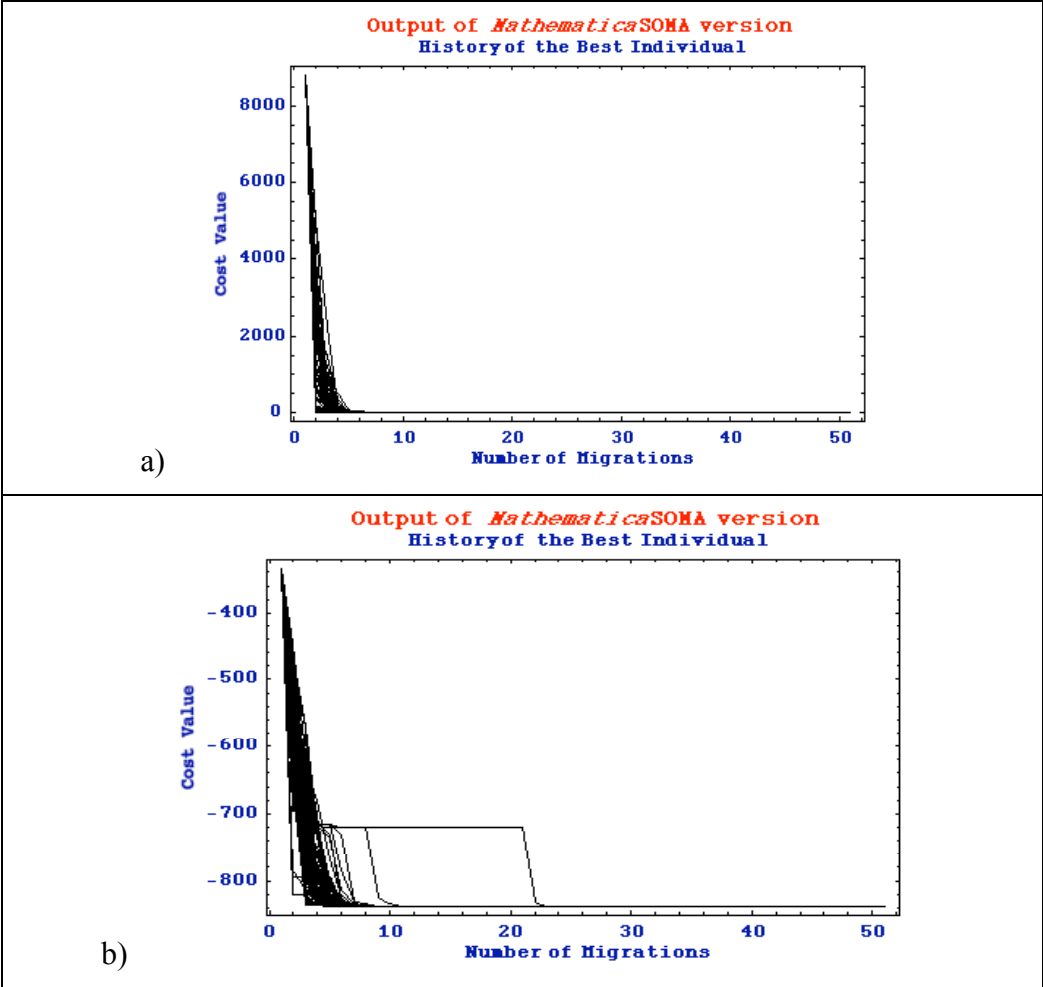 Output of MathematicaSOMA version
History of the Best Individual
8000
6000
4000
2000
0
Cost Value
0 10 20 30 40 50
Number of Migrations
a)
Output of MathematicaSOMA version
History of the Best Individual
-400
-500
-600
-700
-800
Cost Value
0 10 20 30 40 50
Number of Migrations
b)